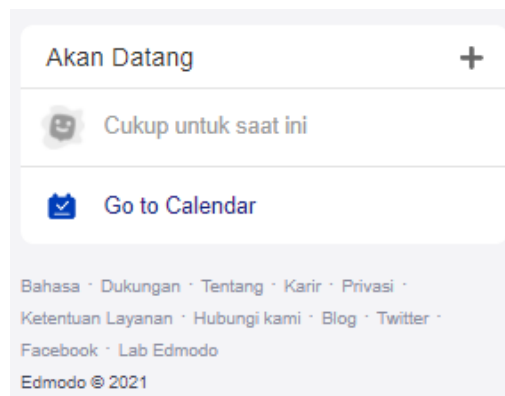 Akan Datang +
Cukup untuk saat ini
Go to Calendar
Bahasa · Dukungan · Tentang · Karir · Privasi ·
Ketentuan Layanan · Hubungi kami · Blog · Twitter ·
Facebook · Lab Edmodo
Edmodo © 2021